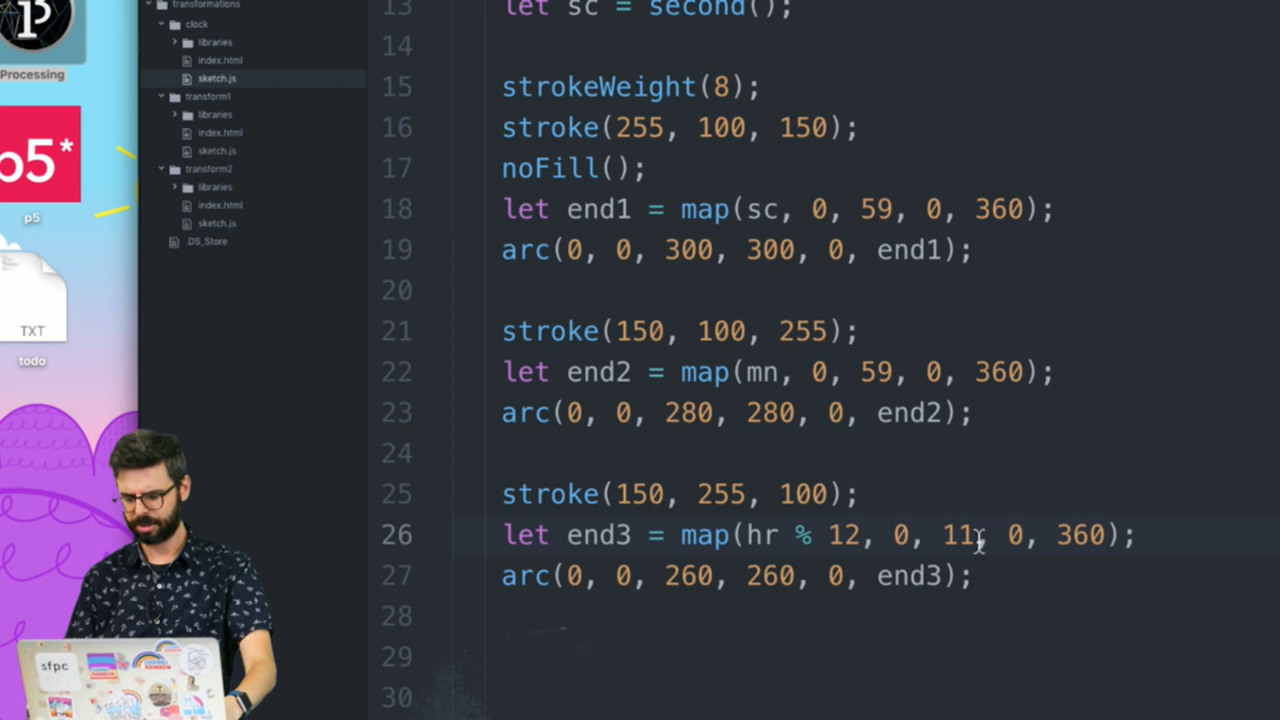 Processing
p5*
p5
TXT
todo
sfpc
transformations
clock
libraries
index.html
sketch.js
transform1
libraries
index.html
sketch.js
transform2
libraries
index.html
sketch.js
.DS_Store
13 let sc = second();
14
15 strokeWeight(8);
16 stroke(255, 100, 150);
17 noFill();
18 let end1 = map(sc, 0, 59, 0, 360);
19 arc(0, 0, 300, 300, 0, end1);
20
21 stroke(150, 100, 255);
22 let end2 = map(mn, 0, 59, 0, 360);
23 arc(0, 0, 280, 280, 0, end2);
24
25 stroke(150, 255, 100);
26 let end3 = map(hr % 12, 0, 11, 0, 360);
27 arc(0, 0, 260, 260, 0, end3);
28
29
30